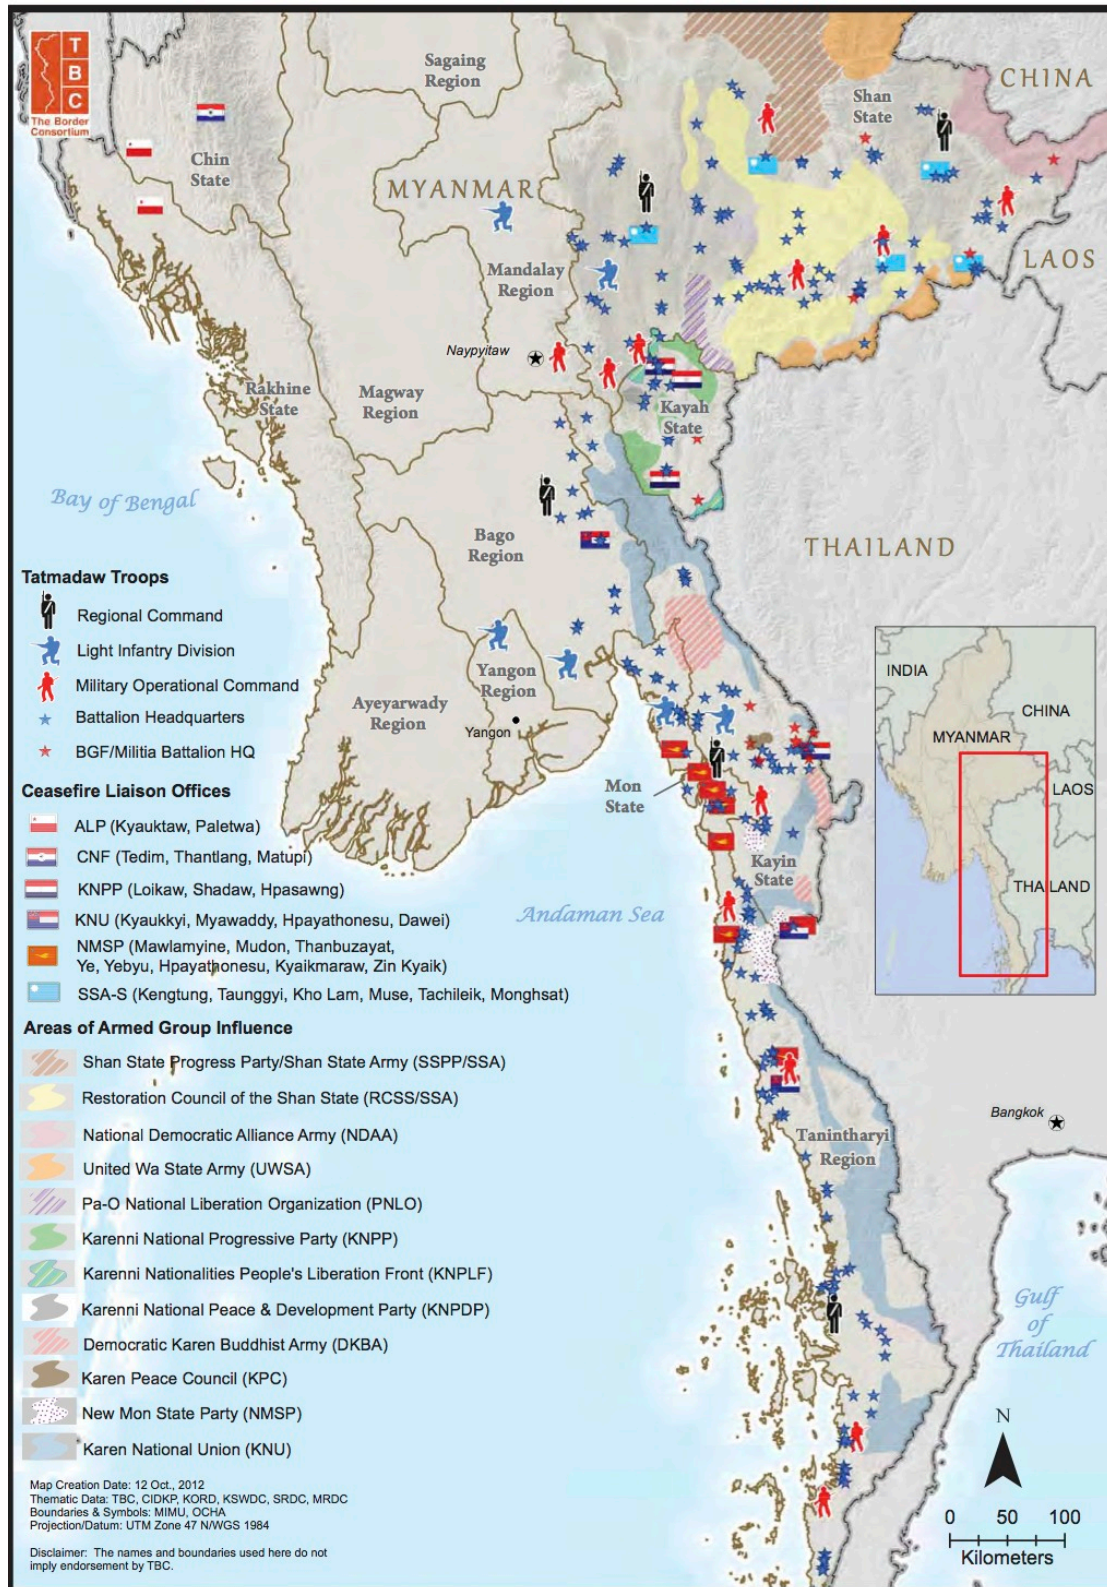 T
B
C
The Border
Consortium
Sagaing
Region
CHINA
Shan
State
Chin
State
MYANMAR
LAOS
Mandalay
Region
Naypyitaw
Rakhine
State
Magway
Region
Kayah
State
Bay of Bengal
THAILAND
Bago
Region
Tatmadaw Troops
Regional Command
Light Infantry Division
Military Operational Command
Battalion Headquarters
BGF/Militia Battalion HQ
Yangon
Region
Ayeyarwady
Region
Yangon
INDIA
CHINA
MYANMAR
LAOS
THAILAND
Mon
State
Ceasefire Liaison Offices
ALP (Kyauktaw, Paletwa)
CNF (Tedim, Thantlang, Matupi)
KNPP (Loikaw, Shadaw, Hpasawng)
KNU (Kyaukkyi, Myawaddy, Hpayathonesu, Dawei)
NMSP (Mawlamyine, Mudon, Thanbuzayat,
Ye, Yebyu, Hpayathonesu, Kyaikmaraw, Zin Kyaik)
SSA-S (Kengtung, Taunggyi, Kho Lam, Muse, Tachileik, Monghsat)
Kayin
State
Andaman Sea
Areas of Armed Group Influence
Shan State Progress Party/Shan State Army (SSPP/SSA)
Restoration Council of the Shan State (RCSS/SSA)
National Democratic Alliance Army (NDAA)
United Wa State Army (UWSA)
Pa-O National Liberation Organization (PNLO)
Karenni National Progressive Party (KNPP)
Karenni Nationalities People's Liberation Front (KNPLF)
Karenni National Peace & Development Party (KNPDP)
Democratic Karen Buddhist Army (DKBA)
Karen Peace Council (KPC)
New Mon State Party (NMSP)
Karen National Union (KNU)
Bangkok
Tanintharyi
Region
Gulf
of
Thailand
Map Creation Date: 12 Oct., 2012
Thematic Data: TBC, CIDKP, KORD, KSWDC, SRDC, MRDC
Boundaries & Symbols: MIMU, OCHA
Projection/Datum: UTM Zone 47 N/WGS 1984
Disclaimer: The names and boundaries used here do not
imply endorsement by TBC.
N
0 50 100
Kilometers